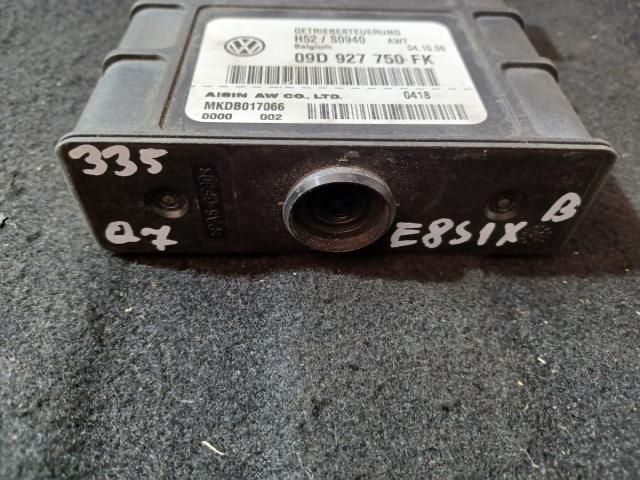 GETRIEBESTEUERUNG
H52 / S0940 AW7
Belgium 04.10.06
09D 927 750 FK
AISIN AW CO., LTD. 0418
MKDB017066
0000 002
335
Q7
E8S1X
B